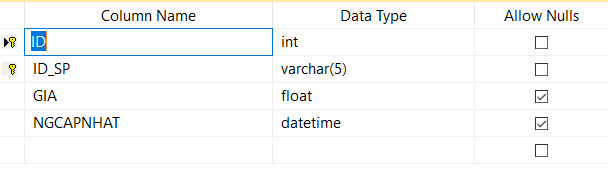 Column Name Data Type Allow Nulls
ID int
ID_SP varchar(5)
GIA float
NGCAPNHAT datetime